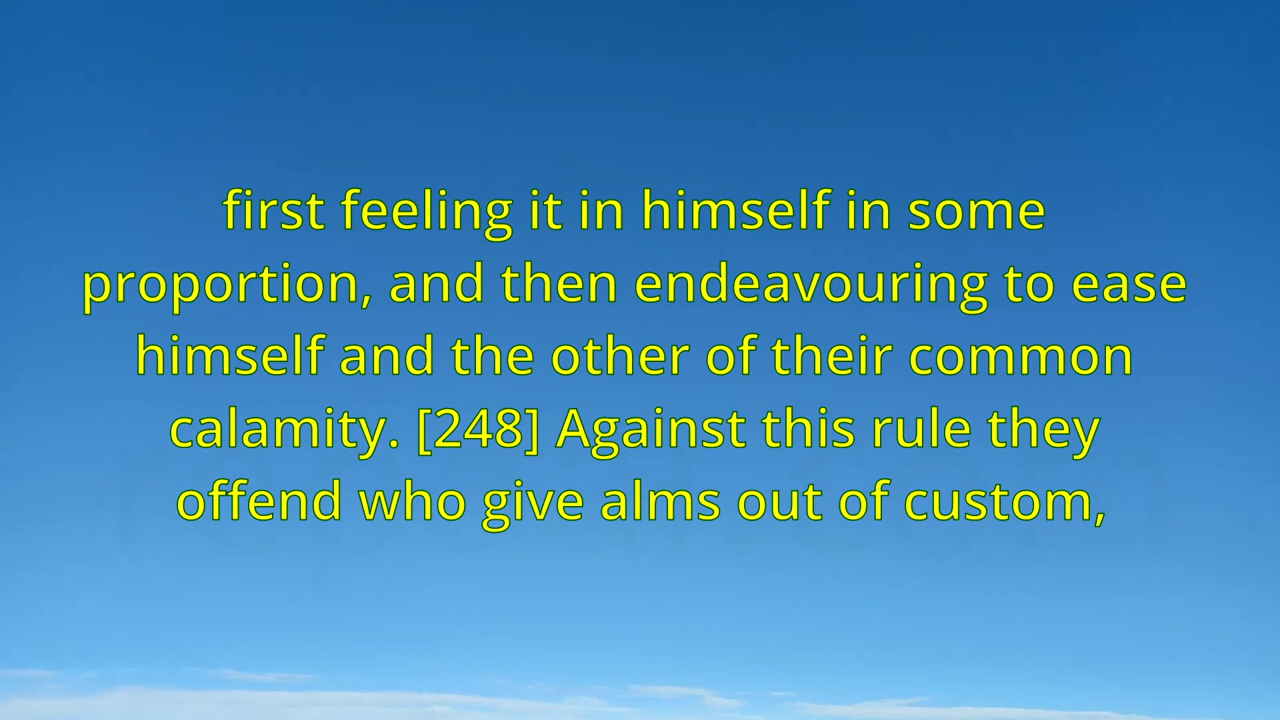 first feeling it in himself in some
proportion, and then endeavouring to ease
himself and the other of their common
calamity. [248] Against this rule they
offend who give alms out of custom,